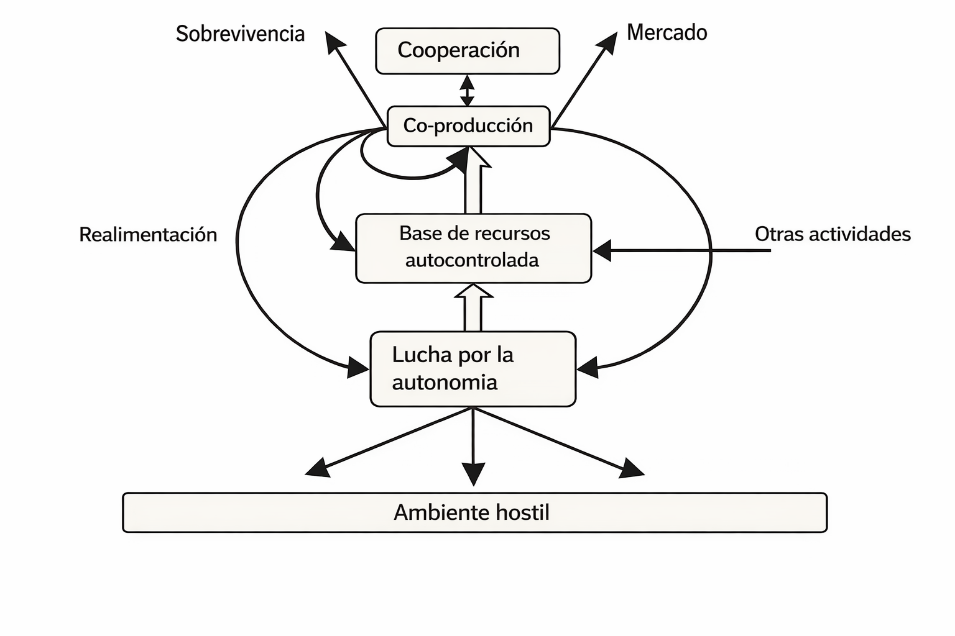 Sobrevivencia
Cooperación
Mercado
Co-producción
Realimentación
Base de recursos
autocontrolada
Otras actividades
Lucha por la
autonomia
Ambiente hostil